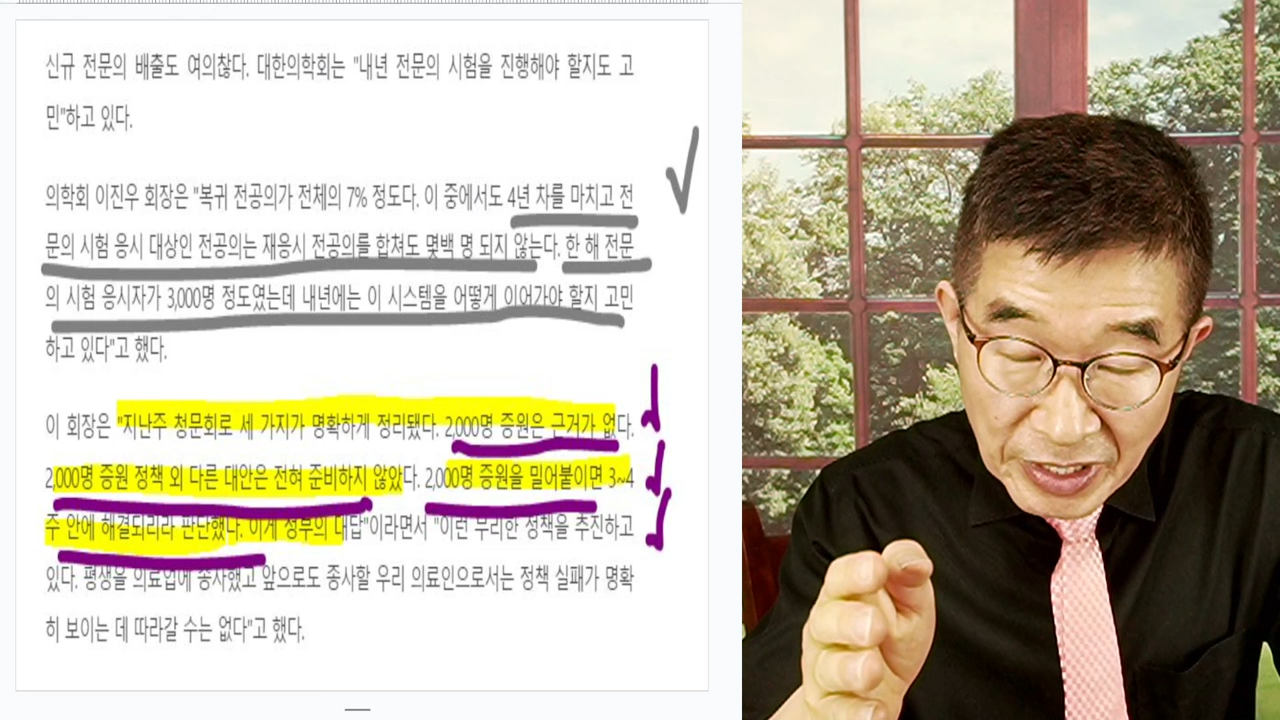 신규 전문의 배출도 여의찮다. 대한의학회는 "내년 전문의 시험을 진행해야 할지도 고
민"하고 있다.
의학회 이진우 회장은 "복귀 전공의가 전체의 7% 정도다. 이 중에서도 4년 차를 마치고 전
문의 시험 응시 대상인 전공의는 재응시 전공의를 합쳐도 몇백 명 되지 않는다. 한 해 전문
의 시험 응시자가 3,000명 정도였는데 내년에는 이 시스템을 어떻게 이어가야 할지 고민
하고 있다"고 했다.
이 회장은 "지난주 청문회로 세 가지가 명확하게 정리됐다. 2,000명 증원은 근거가 없다.
2,000명 증원 정책 외 다른 대안은 전혀 준비하지 않았다. 2,000명 증원을 밀어붙이면 3~4
주 안에 해결되리라 판단했다. 이게 정부의 대답"이라면서 "이런 무리한 정책을 추진하고
있다. 평생을 의료업에 종사했고 앞으로도 종사할 우리 의료인으로서는 정책 실패가 명확
히 보이는 데 따라갈 수는 없다"고 했다.